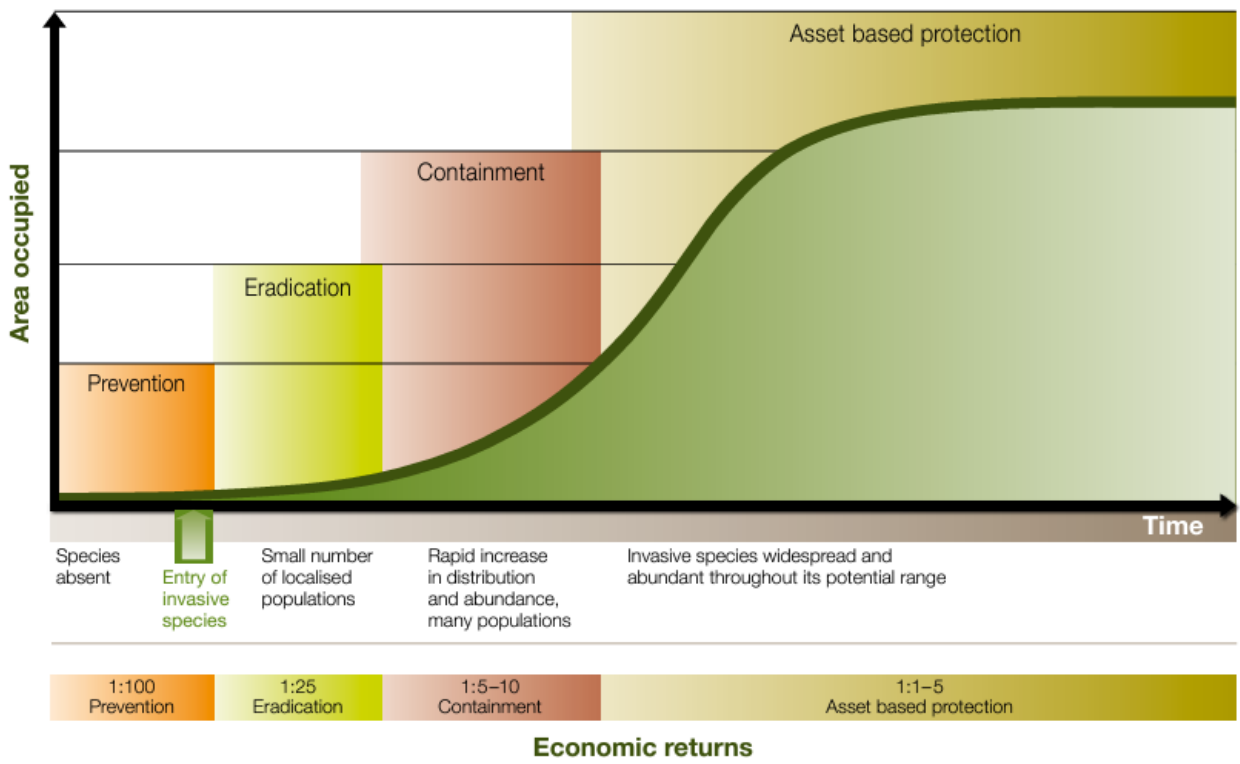 Asset based protection
Containment
Eradication
Prevention
Area occupied
Time
Species
absent
Entry of
invasive
species
Small number
of localised
populations
Rapid increase
in distribution
and abundance,
many populations
Invasive species widespread and
abundant throughout its potential range
1:100
Prevention
1:25
Eradication
1:5–10
Containment
1:1–5
Asset based protection
Economic returns